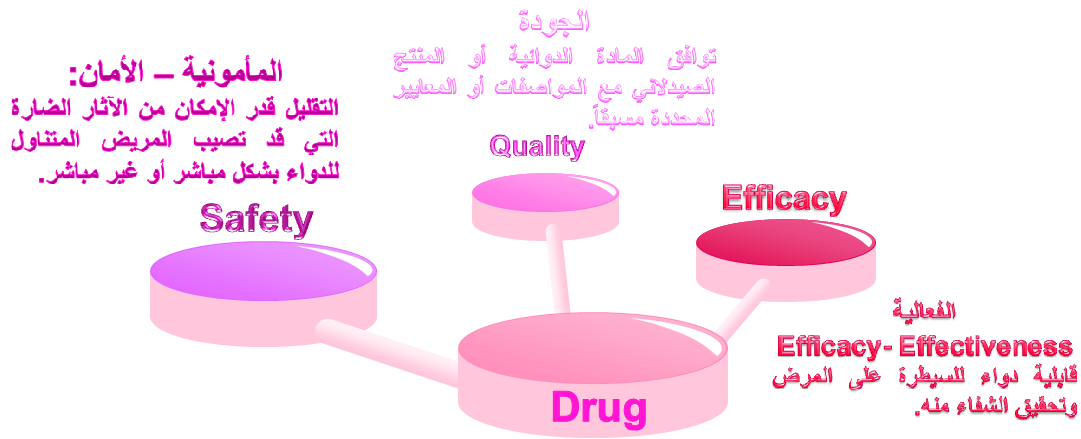 الجودة
توافق المادة الدوائية أو المنتج
الصيدلاني مع المواصفات أو المعايير
المحددة مسبقاً.
Quality
المأمونية – الأمان:
التقليل قدر الإمكان من الآثار الضارة
التي قد تصيب المريض المتناول
للدواء بشكل مباشر أو غير مباشر.
Safety
Efficacy
الفعالية
Efficacy- Effectiveness
قابلية دواء للسيطرة على المرض
وتحقيق الشفاء منه.
Drug